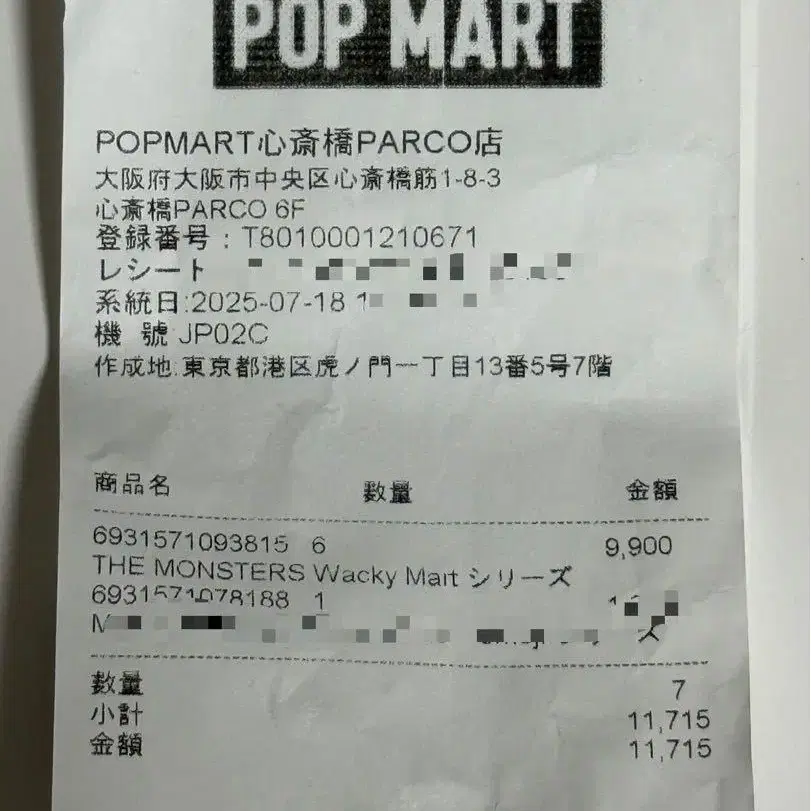 POP MART
POPMART心斎橋PARCO店
大阪府大阪市中央区心斎橋筋1-8-3
心斎橋PARCO 6F
登録番号：T8010001210671
レシート
系統日:2025-07-18
機 號 JP02C
作成地:東京都港区虎ノ門一丁目13番5号7階
商品名 数量 金額
6931571093815 6 9,900
THE MONSTERS Wacky Mart シリーズ
6931571078188 1
數量 7
小計 11,715
金額 11,715